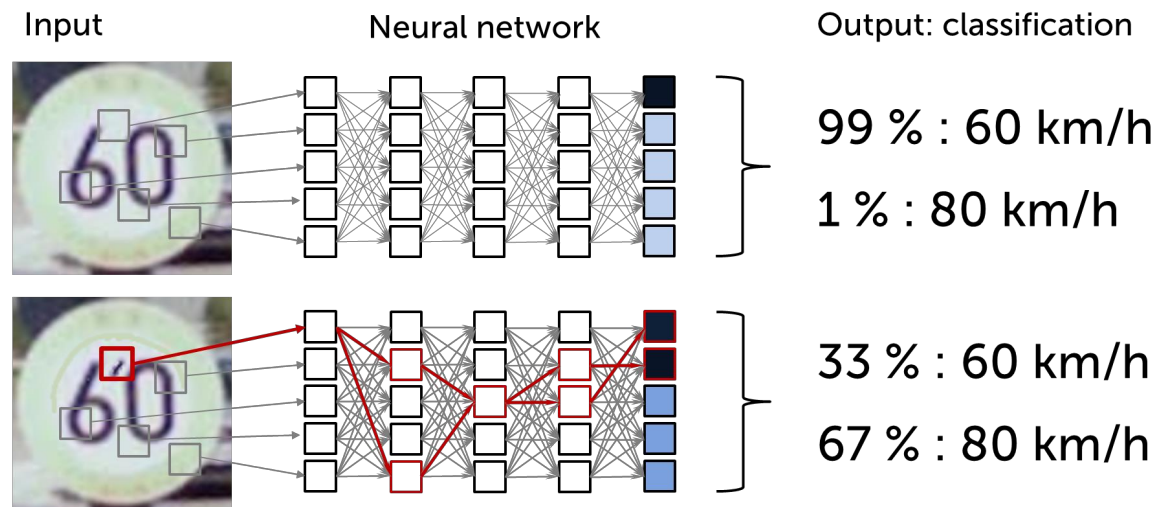 Input
Neural network
Output: classification
60
99 % : 60 km/h
1 % : 80 km/h
60
33 % : 60 km/h
67 % : 80 km/h